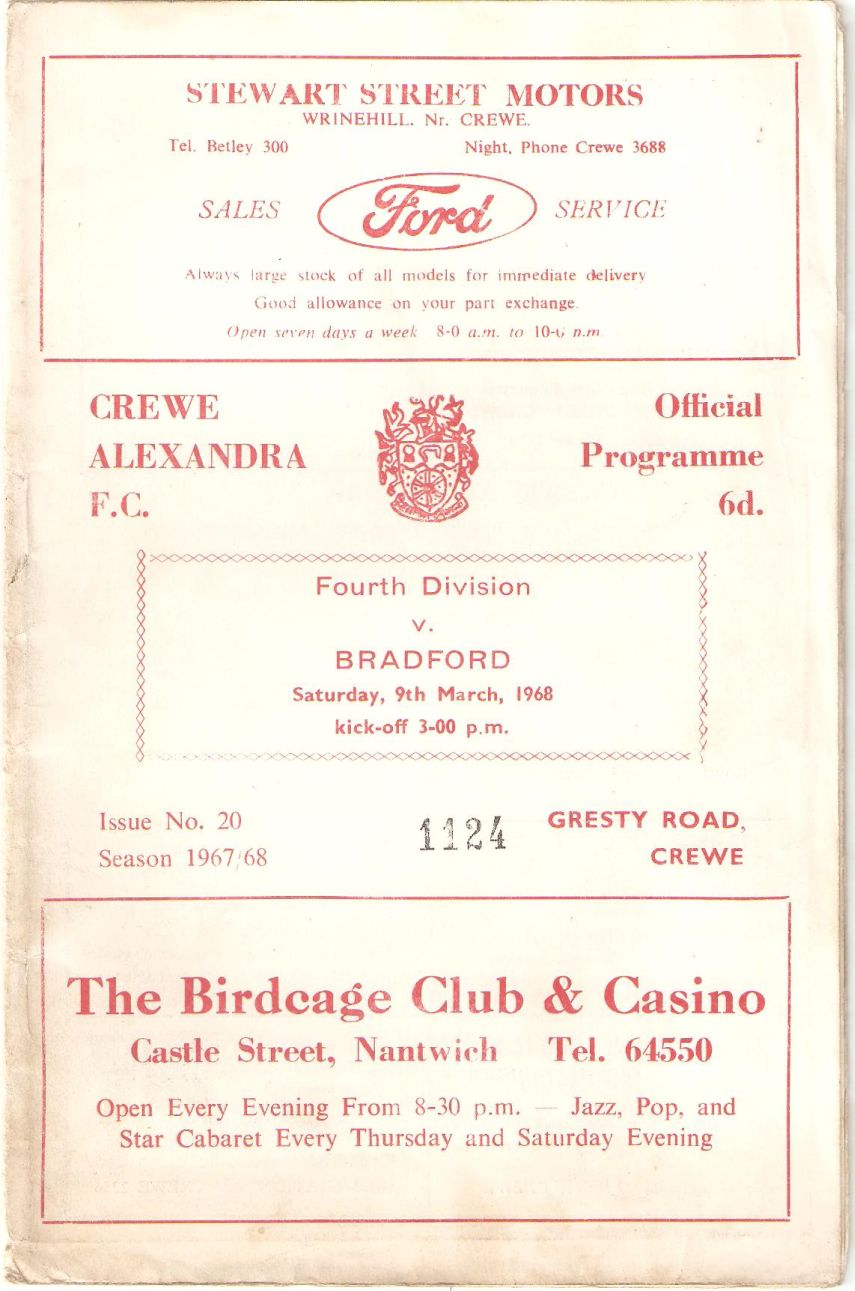 STEWART STREET MOTORS
WRINEHILL. Nr. CREWE.
Tel. Betley 300 Night, Phone Crewe 3688
SALES Ford SERVICE
Always large stock of all models for immediate delivery
Good allowance on your part exchange.
Open seven days a week 8-0 a.m. to
CREWE
ALEXANDRA
F.C.
Official
Programme
6d.
Fourth Division
v.
BRADFORD
Saturday, 9th March, 1968
kick-off 3-00 p.m.
Issue No. 20
Season 1967/68
1124
GRESTY ROAD,
CREWE
The Birdcage Club & Casino
Castle Street, Nantwich Tel. 64550
Open Every Evening From 8-30 p.m. — Jazz, Pop, and
Star Cabaret Every Thursday and Saturday Evening